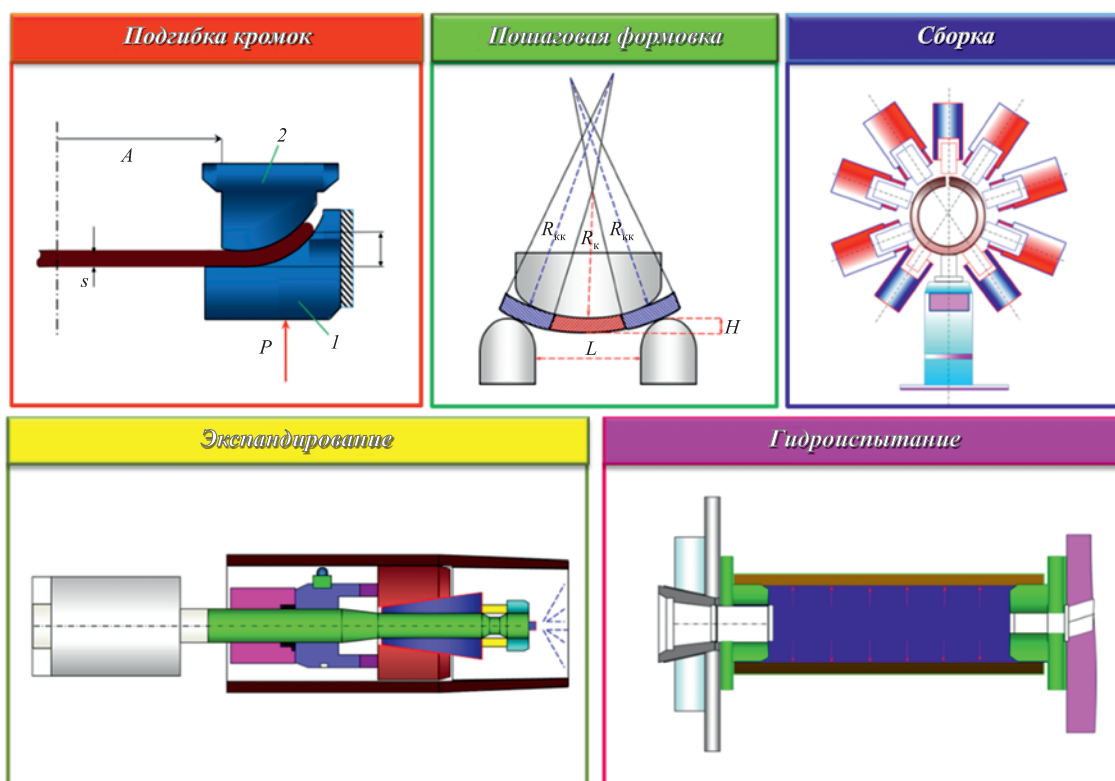 Подгибка кромок
Пошаговая формовка
Сборка
2
A
s
P
1
Rкк
Rк
Rкк
H
L
Экспандирование
Гидроиспытание